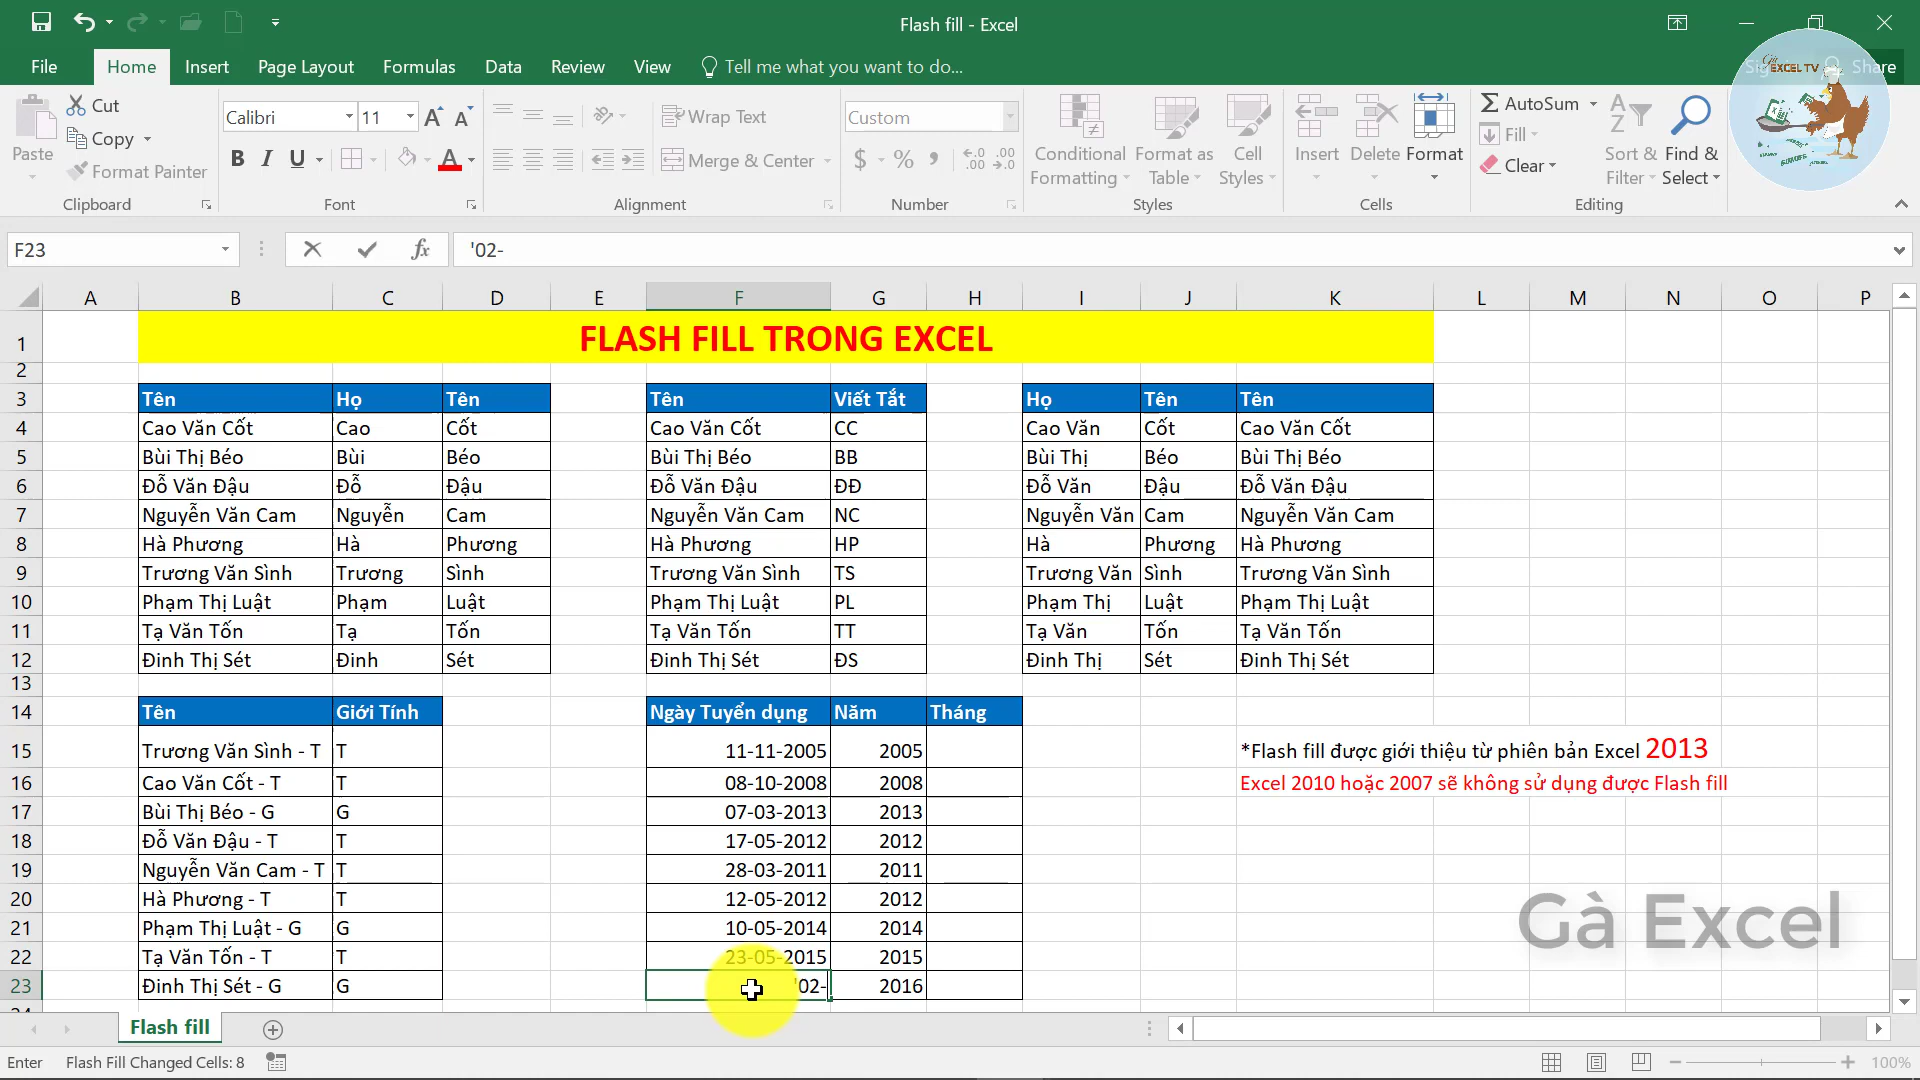 Flash fill - Excel
File Home Insert Page Layout Formulas Data Review View Tell me what you want to do... Share
EXCEL TV
Paste Cut Copy Format Painter Clipboard
Calibri 11 B I U A Font
Wrap Text Merge & Center Alignment
Custom $ % Number
Conditional Formatting Format as Table Cell Styles Styles
Insert Delete Format Cells
AutoSum Fill Clear Sort & Filter Find & Select Editing
F23 fx '02-
A B C D E F G H I J K L M N O P
1 FLASH FILL TRONG EXCEL
2
3 Tên Họ Tên Tên Viết Tắt Họ Tên Tên
4 Cao Văn Cốt Cao Cốt Cao Văn Cốt CC Cao Văn Cốt Cao Văn Cốt
5 Bùi Thị Béo Bùi Béo Bùi Thị Béo BB Bùi Thị Béo Bùi Thị Béo
6 Đỗ Văn Đậu Đỗ Đậu Đỗ Văn Đậu ĐĐ Đỗ Văn Đậu Đỗ Văn Đậu
7 Nguyễn Văn Cam Nguyễn Cam Nguyễn Văn Cam NC Nguyễn Văn Cam Nguyễn Văn Cam
8 Hà Phương Hà Phương Hà Phương HP Hà Phương Hà Phương
9 Trương Văn Sình Trương Sình Trương Văn Sình TS Trương Văn Sình Trương Văn Sình
10 Phạm Thị Luật Phạm Luật Phạm Thị Luật PL Phạm Thị Luật Phạm Thị Luật
11 Tạ Văn Tốn Tạ Tốn Tạ Văn Tốn TT Tạ Văn Tốn Tạ Văn Tốn
12 Đinh Thị Sét Đinh Sét Đinh Thị Sét ĐS Đinh Thị Sét Đinh Thị Sét
13
14 Tên Giới Tính Ngày Tuyển dụng Năm Tháng
15 Trương Văn Sình - T T 11-11-2005 2005 *Flash fill được giới thiệu từ phiên bản Excel 2013
16 Cao Văn Cốt - T T 08-10-2008 2008 Excel 2010 hoặc 2007 sẽ không sử dụng được Flash fill
17 Bùi Thị Béo - G G 07-03-2013 2013
18 Đỗ Văn Đậu - T T 17-05-2012 2012
19 Nguyễn Văn Cam - T T 28-03-2011 2011
20 Hà Phương - T T 12-05-2012 2012
21 Phạm Thị Luật - G G 10-05-2014 2014
22 Tạ Văn Tốn - T T 23-05-2015 2015
23 Đinh Thị Sét - G G '02- 2016
Gà Excel
Flash fill
Enter Flash Fill Changed Cells: 8 100%